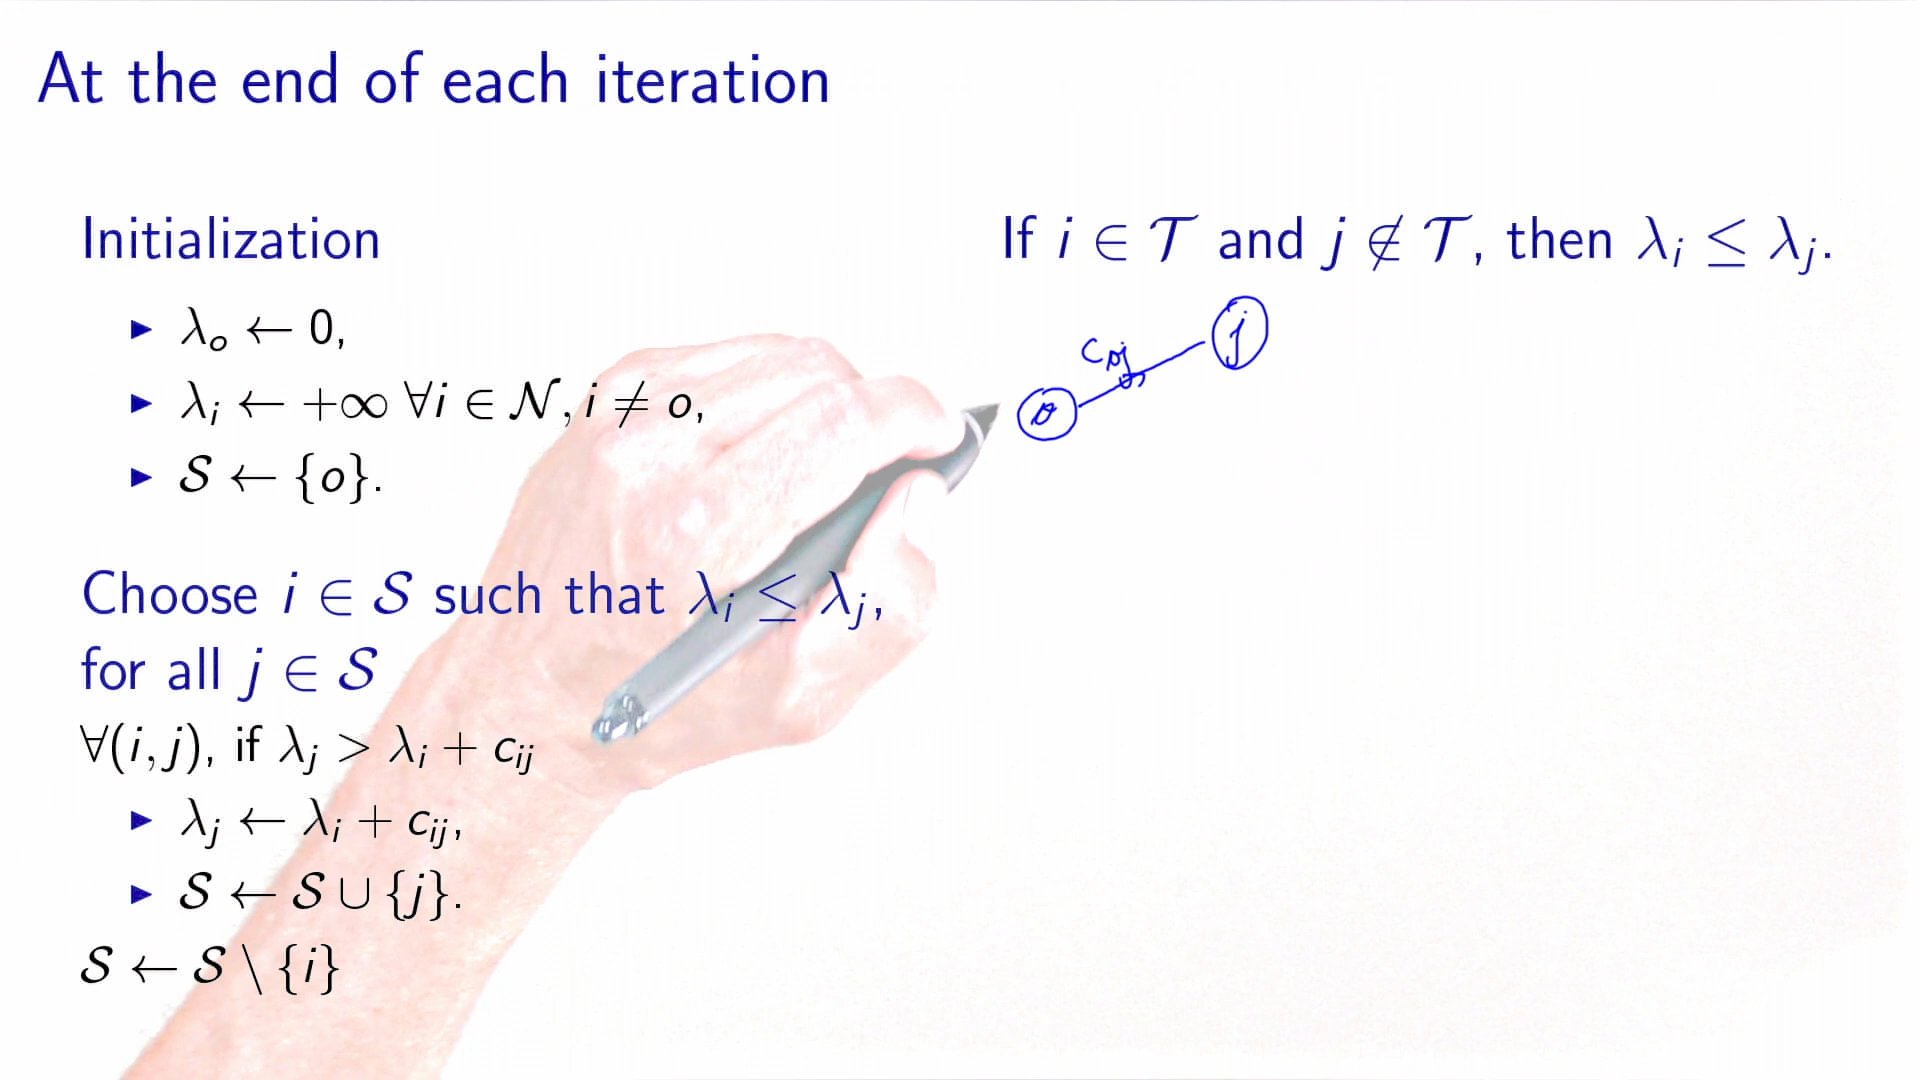 At the end of each iteration
Initialization
▶ λ_o ← 0,
▶ λ_i ← +∞ ∀i ∈ 𝒩, i ≠ o,
▶ 𝒮 ← {o}.
Choose i ∈ 𝒮 such that λ_i ≤ λ_j,
for all j ∈ 𝒮
∀(i, j), if λ_j > λ_i + c_ij
▶ λ_j ← λ_i + c_ij,
▶ 𝒮 ← 𝒮 ∪ {j}.
𝒮 ← 𝒮 \ {i}
If i ∈ 𝒯 and j ∉ 𝒯, then λ_i ≤ λ_j.
j
c_oj
o